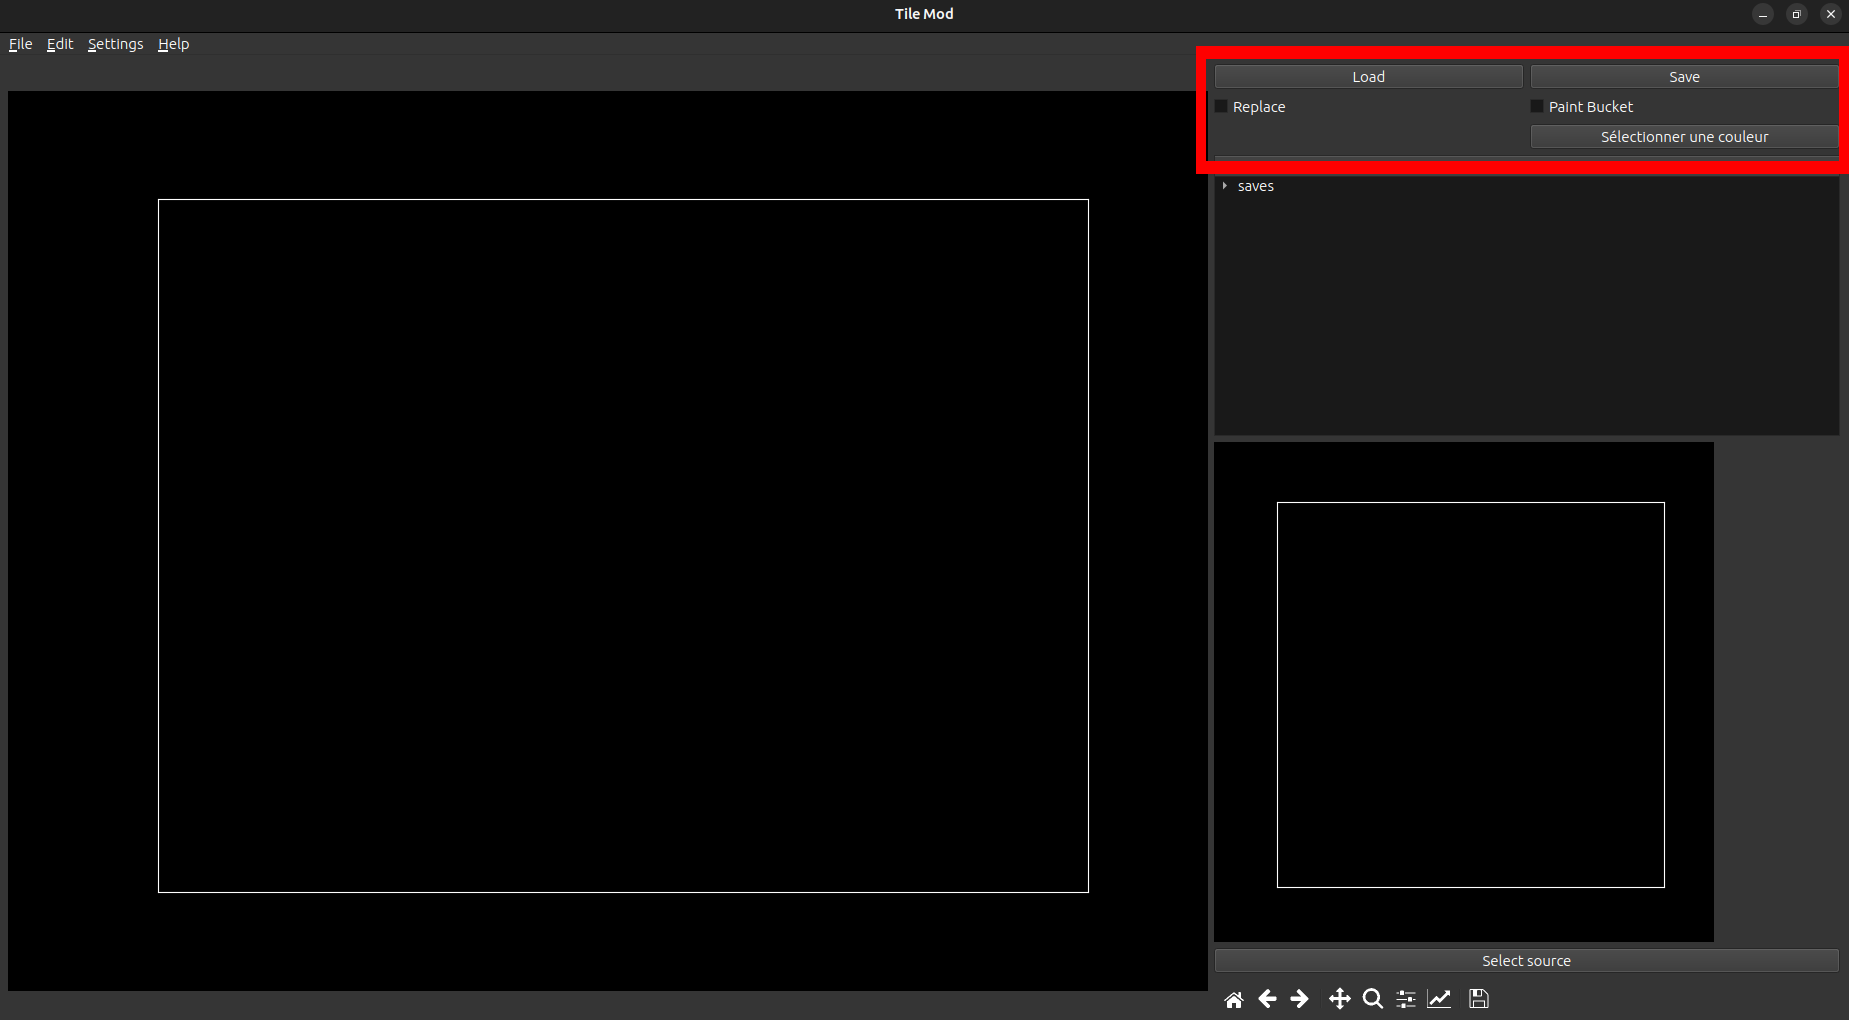 Tile Mod
File Edit Settings Help
Load Save
Replace Paint Bucket
Sélectionner une couleur
saves
Select source